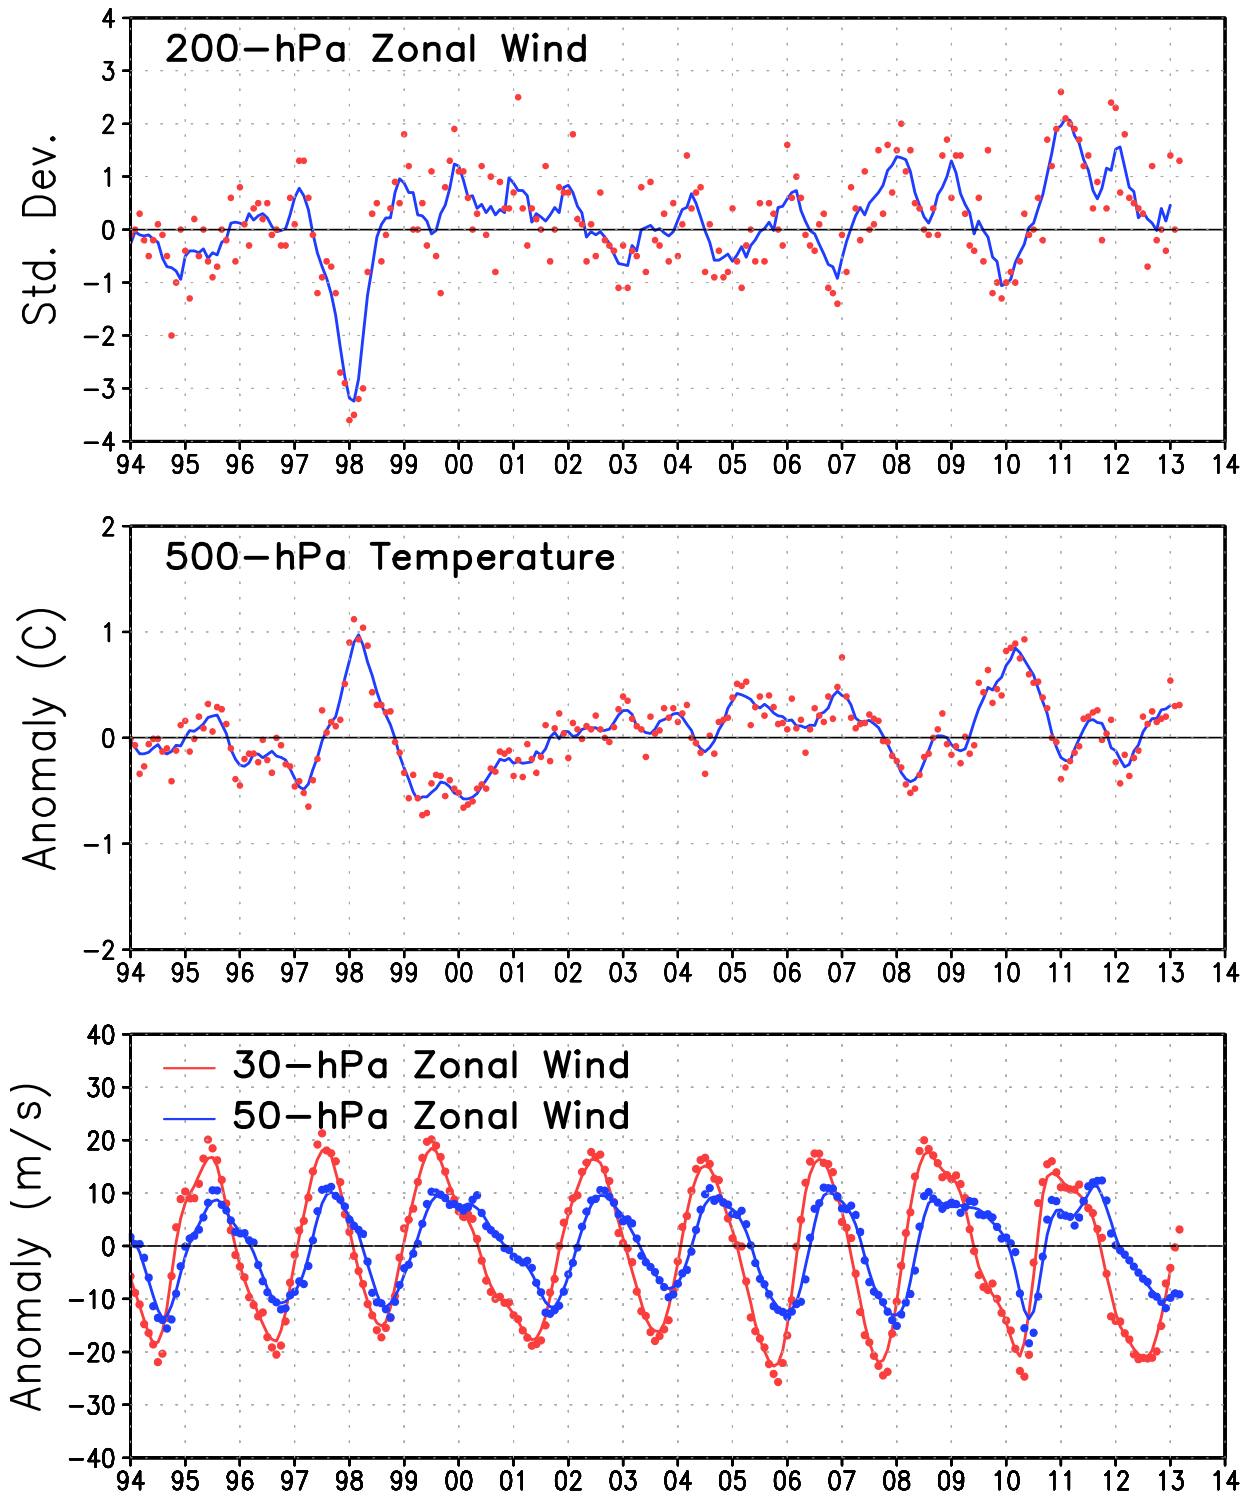 200-hPa Zonal Wind
Std. Dev.
4
3
2
1
0
-1
-2
-3
-4
94 95 96 97 98 99 00 01 02 03 04 05 06 07 08 09 10 11 12 13 14
500-hPa Temperature
Anomaly (C)
2
1
0
-1
-2
94 95 96 97 98 99 00 01 02 03 04 05 06 07 08 09 10 11 12 13 14
30-hPa Zonal Wind
50-hPa Zonal Wind
Anomaly (m/s)
40
30
20
10
0
-10
-20
-30
-40
94 95 96 97 98 99 00 01 02 03 04 05 06 07 08 09 10 11 12 13 14